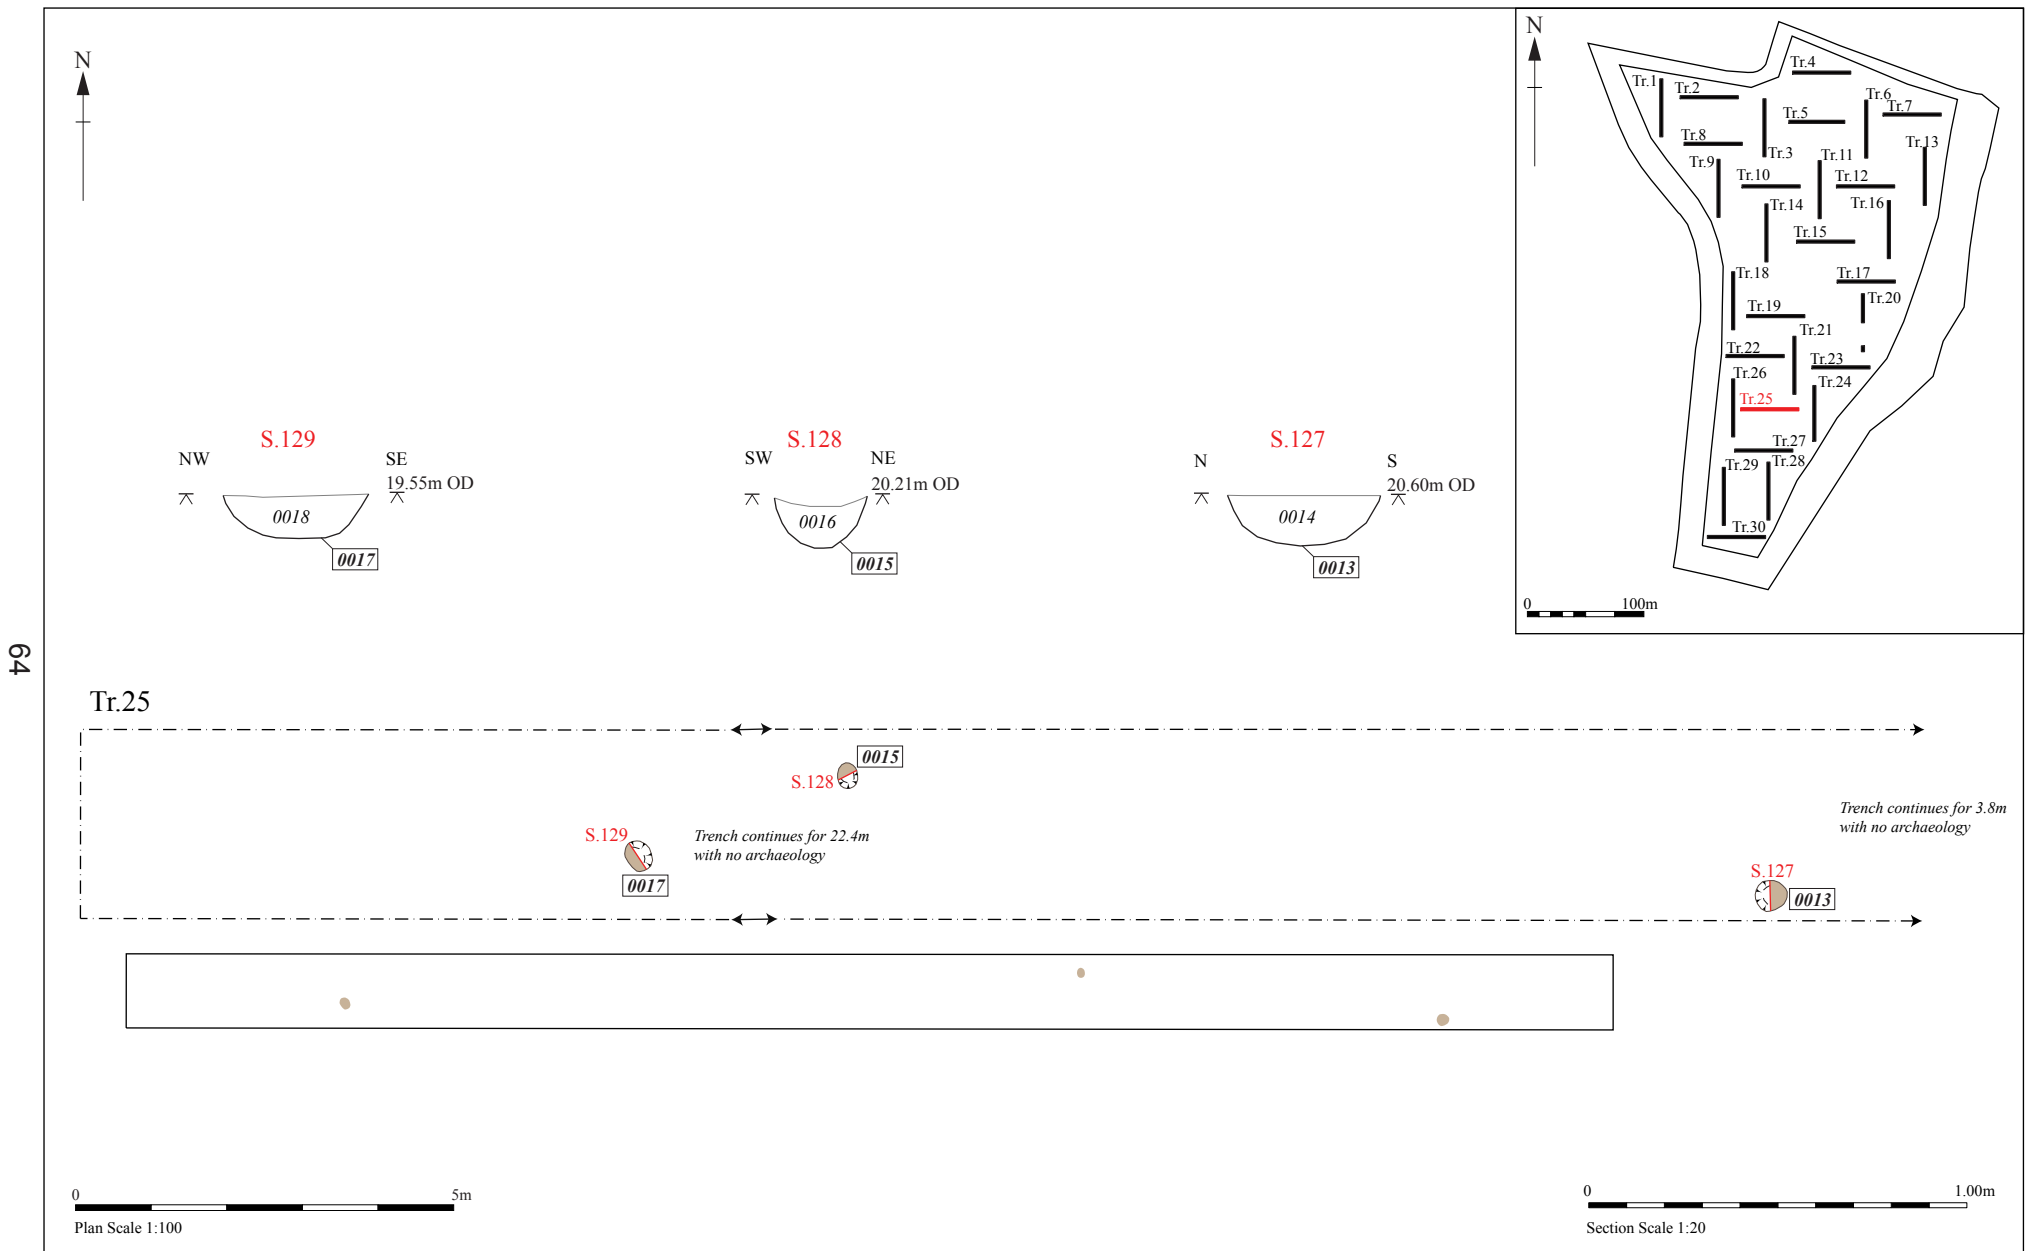 N
S.129
NW
SE
19.55m OD
0018
0017
S.128
SW
NE
20.21m OD
0016
0015
S.127
N
S
20.60m OD
0014
0013
N
Tr.1
Tr.2
Tr.4
Tr.6
Tr.7
Tr.5
Tr.8
Tr.3
Tr.13
Tr.9
Tr.11
Tr.10
Tr.12
Tr.14
Tr.16
Tr.15
Tr.18
Tr.17
Tr.20
Tr.19
Tr.21
Tr.22
Tr.23
Tr.26
Tr.24
Tr.25
Tr.27
Tr.29
Tr.28
Tr.30
0 100m
64
Tr.25
0015
S.128
S.129
0017
Trench continues for 22.4m
with no archaeology
Trench continues for 3.8m
with no archaeology
S.127
0013
0 5m
Plan Scale 1:100
0 1.00m
Section Scale 1:20